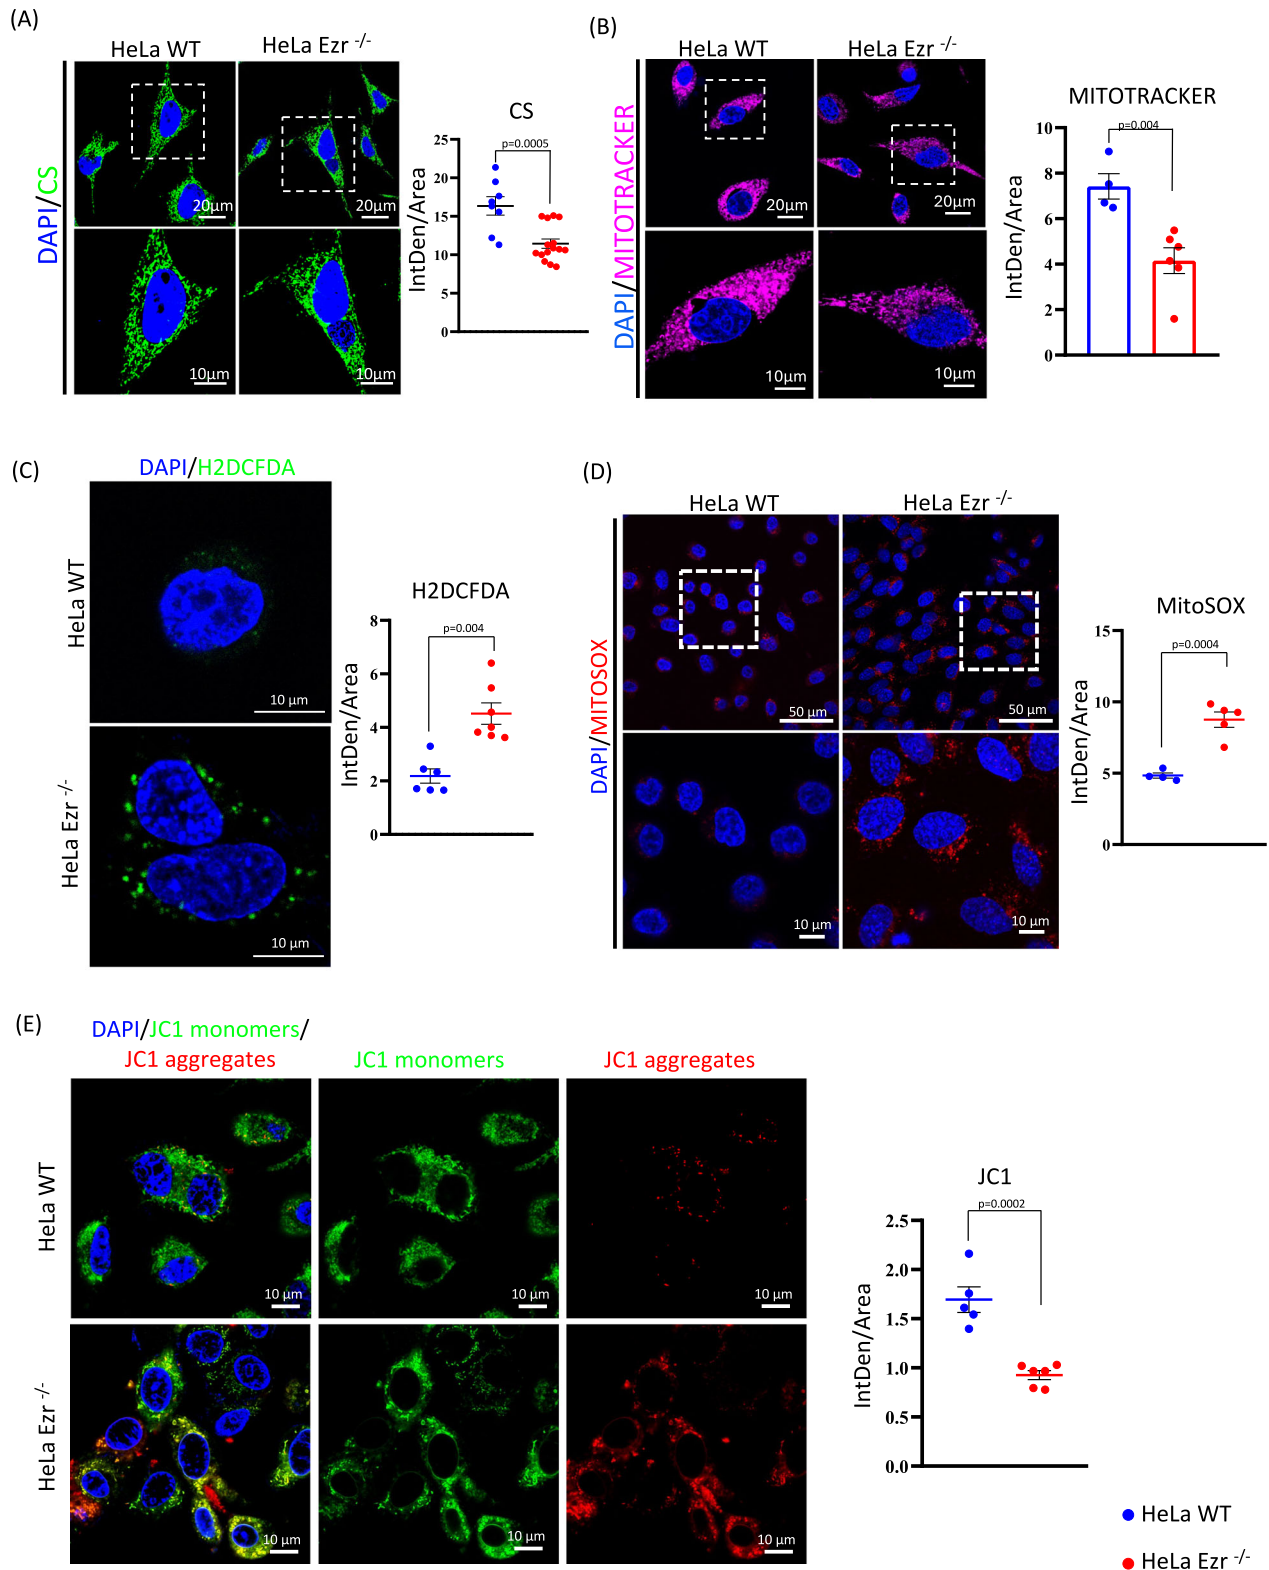 (A)
HeLa WT
HeLa Ezr -/-
DAPI/CS
20µm
20µm
10µm
10µm
CS
p=0.0005
IntDen/Area
25
20
15
10
5
0
(B)
HeLa WT
HeLa Ezr -/-
DAPI/MITOTRACKER
20µm
20µm
10µm
10µm
MITOTRACKER
p=0.004
IntDen/Area
10
8
6
4
2
0
(C)
DAPI/H2DCFDA
HeLa WT
10 µm
HeLa Ezr -/-
10 µm
H2DCFDA
p=0.004
IntDen/Area
8
6
4
2
0
(D)
HeLa WT
HeLa Ezr -/-
DAPI/MITOSOX
50 µm
50 µm
10 µm
10 µm
MitoSOX
p=0.0004
IntDen/Area
15
10
5
0
(E)
DAPI/JC1 monomers/
JC1 aggregates
JC1 monomers
JC1 aggregates
HeLa WT
10 µm
10 µm
10 µm
HeLa Ezr -/-
10 µm
10 µm
10 µm
JC1
p=0.0002
IntDen/Area
2.5
2.0
1.5
1.0
0.5
0.0
HeLa WT
HeLa Ezr -/-